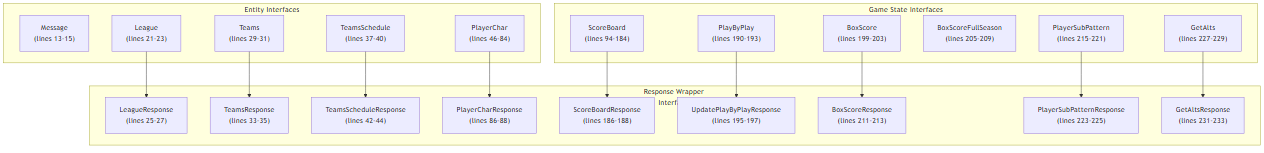 Entity Interfaces
Game State Interfaces
Message
(lines 13-15)
League
(lines 21-23)
Teams
(lines 29-31)
TeamsSchedule
(lines 37-40)
PlayerChar
(lines 46-84)
ScoreBoard
(lines 94-184)
PlayByPlay
(lines 190-193)
BoxScore
(lines 199-203)
BoxScoreFullSeason
(lines 205-209)
PlayerSubPattern
(lines 215-221)
GetAlts
(lines 227-229)
Response Wrapper
LeagueResponse
(lines 25-27)
TeamsResponse
(lines 33-35)
TeamsScheduleResponse
(lines 42-44)
PlayerCharResponse
(lines 86-88)
ScoreBoardResponse
(lines 186-188)
UpdatePlayByPlayResponse
(lines 195-197)
BoxScoreResponse
(lines 211-213)
PlayerSubPatternResponse
(lines 223-225)
GetAltsResponse
(lines 231-233)